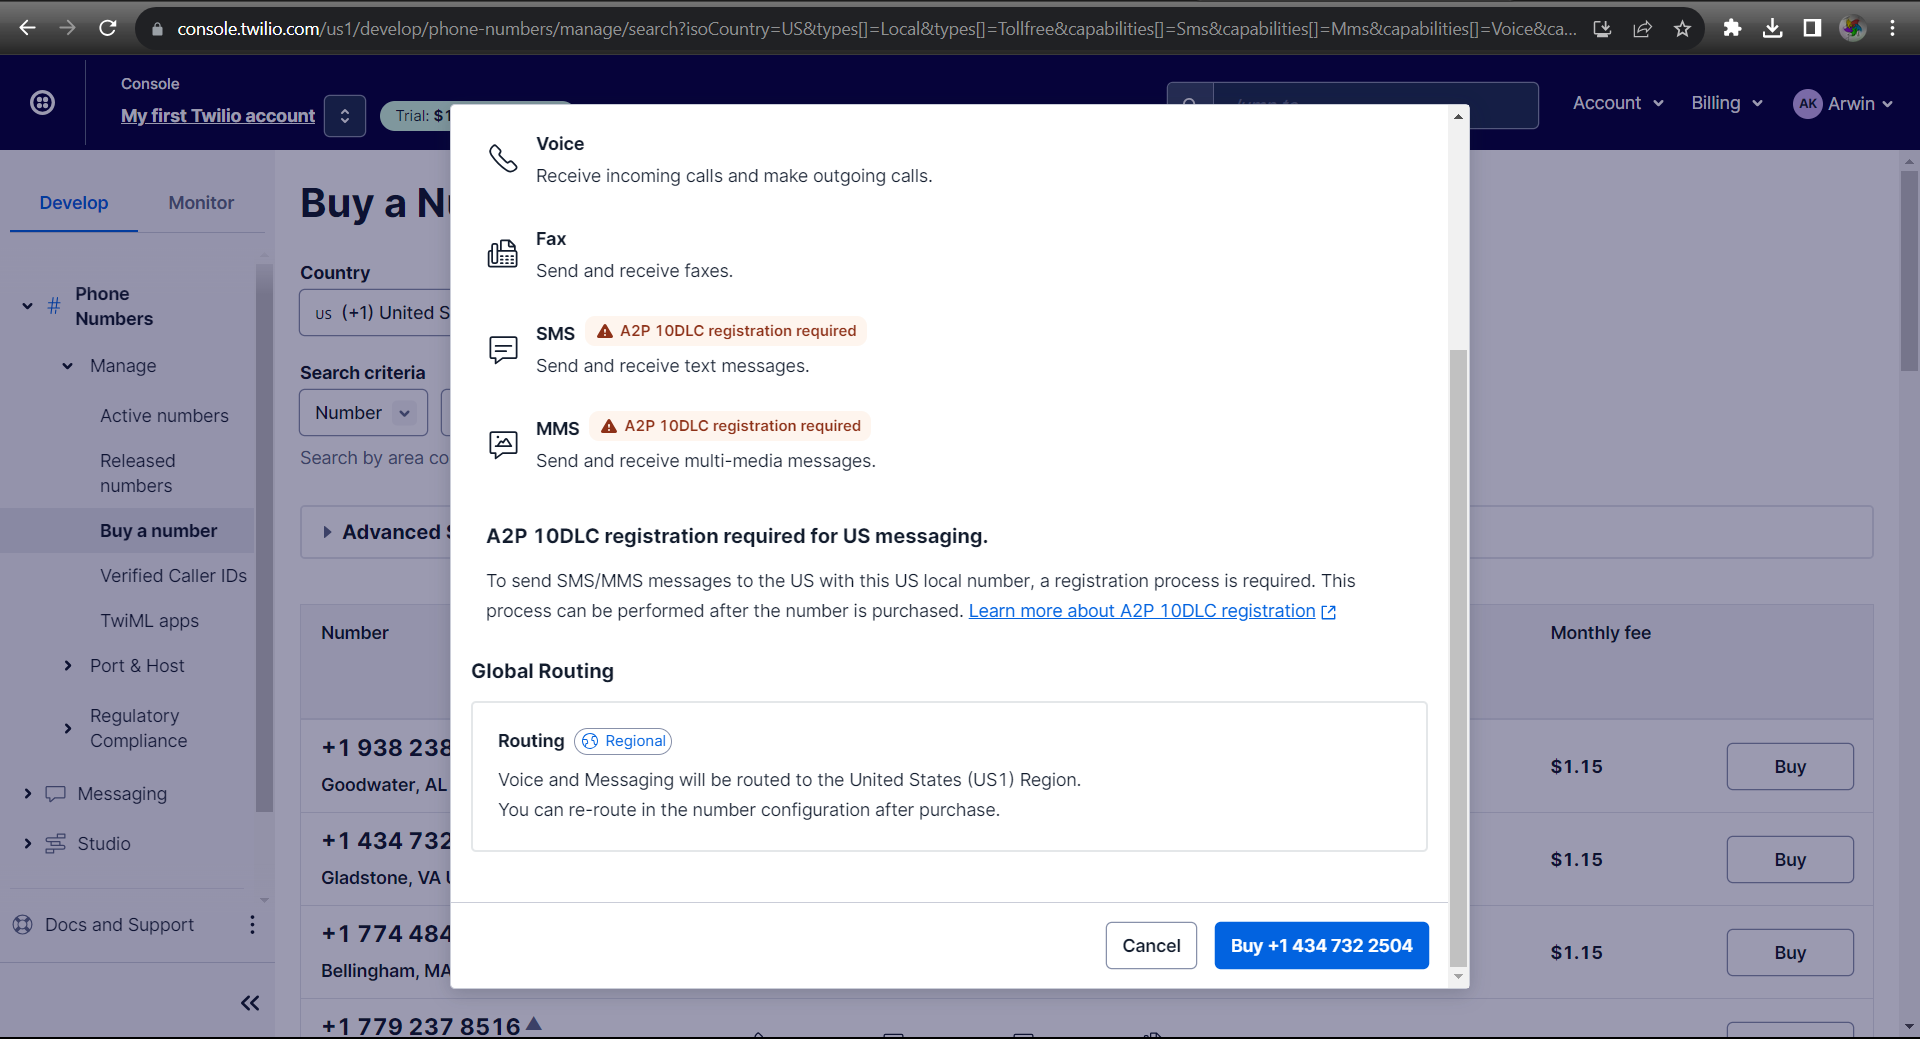 console.twilio.com/us1/develop/phone-numbers/manage/search?isoCountry=US&types[]=Local&types[]=Tollfree&capabilities[]=Sms&capabilities[]=Mms&capabilities[]=Voice&ca...
Console
My first Twilio account
Trial: $1
Account
Billing
AK
Arwin
Develop
Monitor
Phone
Numbers
Manage
Active numbers
Released
numbers
Buy a number
Verified Caller IDs
TwiML apps
Port & Host
Regulatory
Compliance
Messaging
Studio
Docs and Support
Buy a N
Country
US (+1) United S
Search criteria
Number
Search by area co
Advanced S
Number
Monthly fee
+1 938 238
Goodwater, AL
$1.15
Buy
+1 434 732
Gladstone, VA U
$1.15
Buy
+1 774 484
Bellingham, MA
$1.15
Buy
+1 779 237 8516
Voice
Receive incoming calls and make outgoing calls.
Fax
Send and receive faxes.
SMS
A2P 10DLC registration required
Send and receive text messages.
MMS
A2P 10DLC registration required
Send and receive multi-media messages.
A2P 10DLC registration required for US messaging.
To send SMS/MMS messages to the US with this US local number, a registration process is required. This
process can be performed after the number is purchased. Learn more about A2P 10DLC registration
Global Routing
Routing
Regional
Voice and Messaging will be routed to the United States (US1) Region.
You can re-route in the number configuration after purchase.
Cancel
Buy +1 434 732 2504